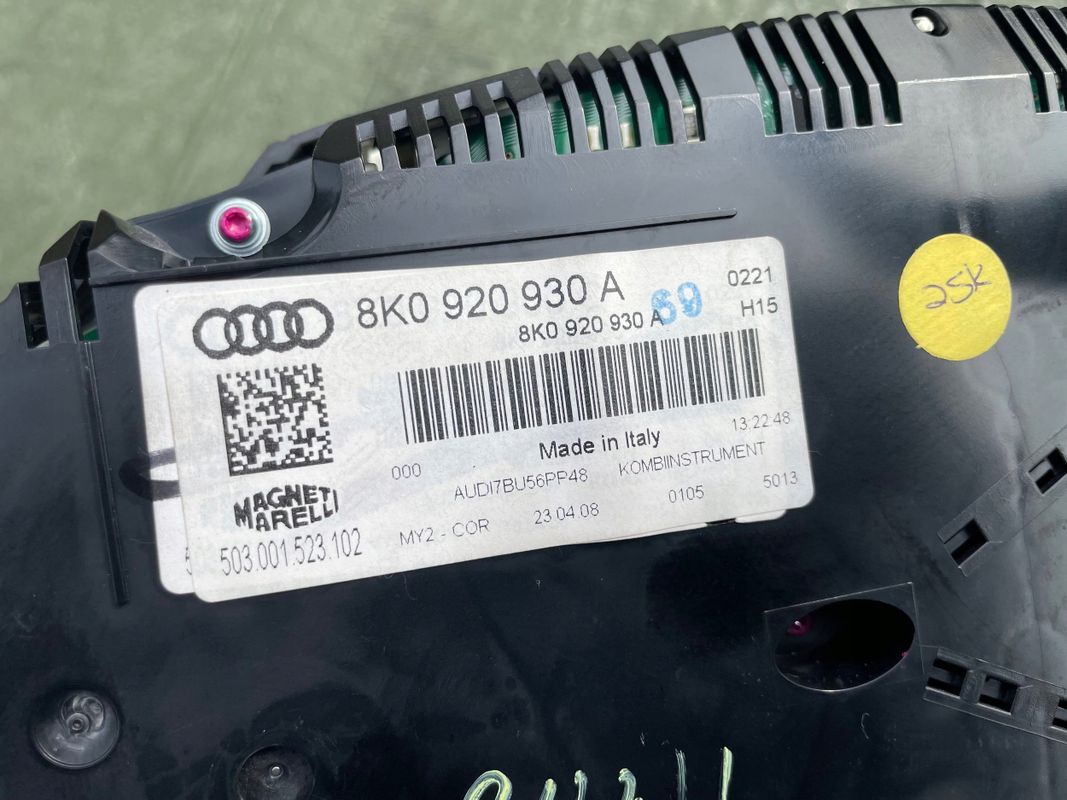 8K0 920 930 A
0221
8K0 920 930 A
69
H15
25K
13:22:48
Made in Italy
000
AUDI7BU56PP48
KOMBIINSTRUMENT
MAGNETI
MARELLI
503.001.523.102
MY2 - COR
23.04.08
0105
5013